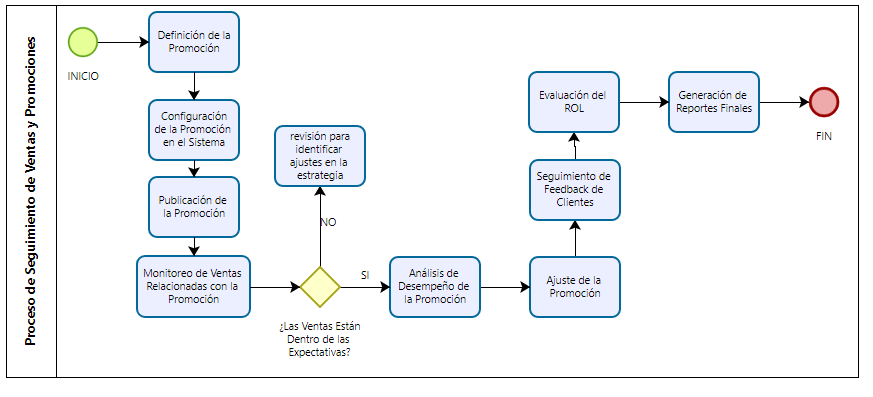 Proceso de Seguimiento de Ventas y Promociones
INICIO
Definición de la
Promoción
Configuración
de la Promoción
en el Sistema
Publicación de
la Promoción
Monitoreo de Ventas
Relacionadas con la
Promoción
¿Las Ventas Están
Dentro de las
Expectativas?
NO
revisión para
identificar
ajustes en la
estrategia
SI
Análisis de
Desempeño de
la Promoción
Ajuste de la
Promoción
Seguimiento de
Feedback de
Clientes
Evaluación del
ROL
Generación de
Reportes Finales
FIN